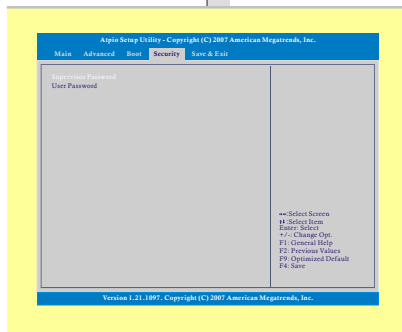 Atpio Setup Utility - Copyright (C) 2007 American Megatrends, Inc.
Main Advanced Boot Security Save & Exit
Supervisor Password
User Password
↔:Select Screen
↑↓:Select Item
Enter: Select
+/-: Change Opt.
F1: General Help
F2: Previous Values
F9: Optimized Default
F4: Save
Version 1.21.1097. Copyright (C) 2007 American Megatrends, Inc.